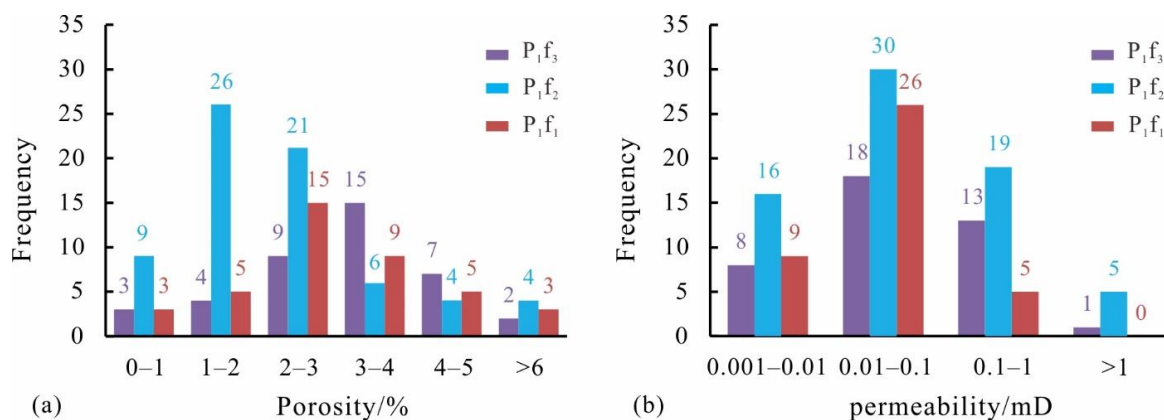 35
30
25
20
15
10
5
0
Frequency
P₁f₃
P₁f₂
P₁f₁
3 9 3
4 26 5
9 21 15
15 6 9
7 4 5
2 4 3
0–1 1–2 2–3 3–4 4–5 >6
(a) Porosity/%
35
30
25
20
15
10
5
0
Frequency
P₁f₃
P₁f₂
P₁f₁
8 16 9
18 30 26
13 19 5
1 5 0
0.001–0.01 0.01–0.1 0.1–1 >1
(b) permeability/mD